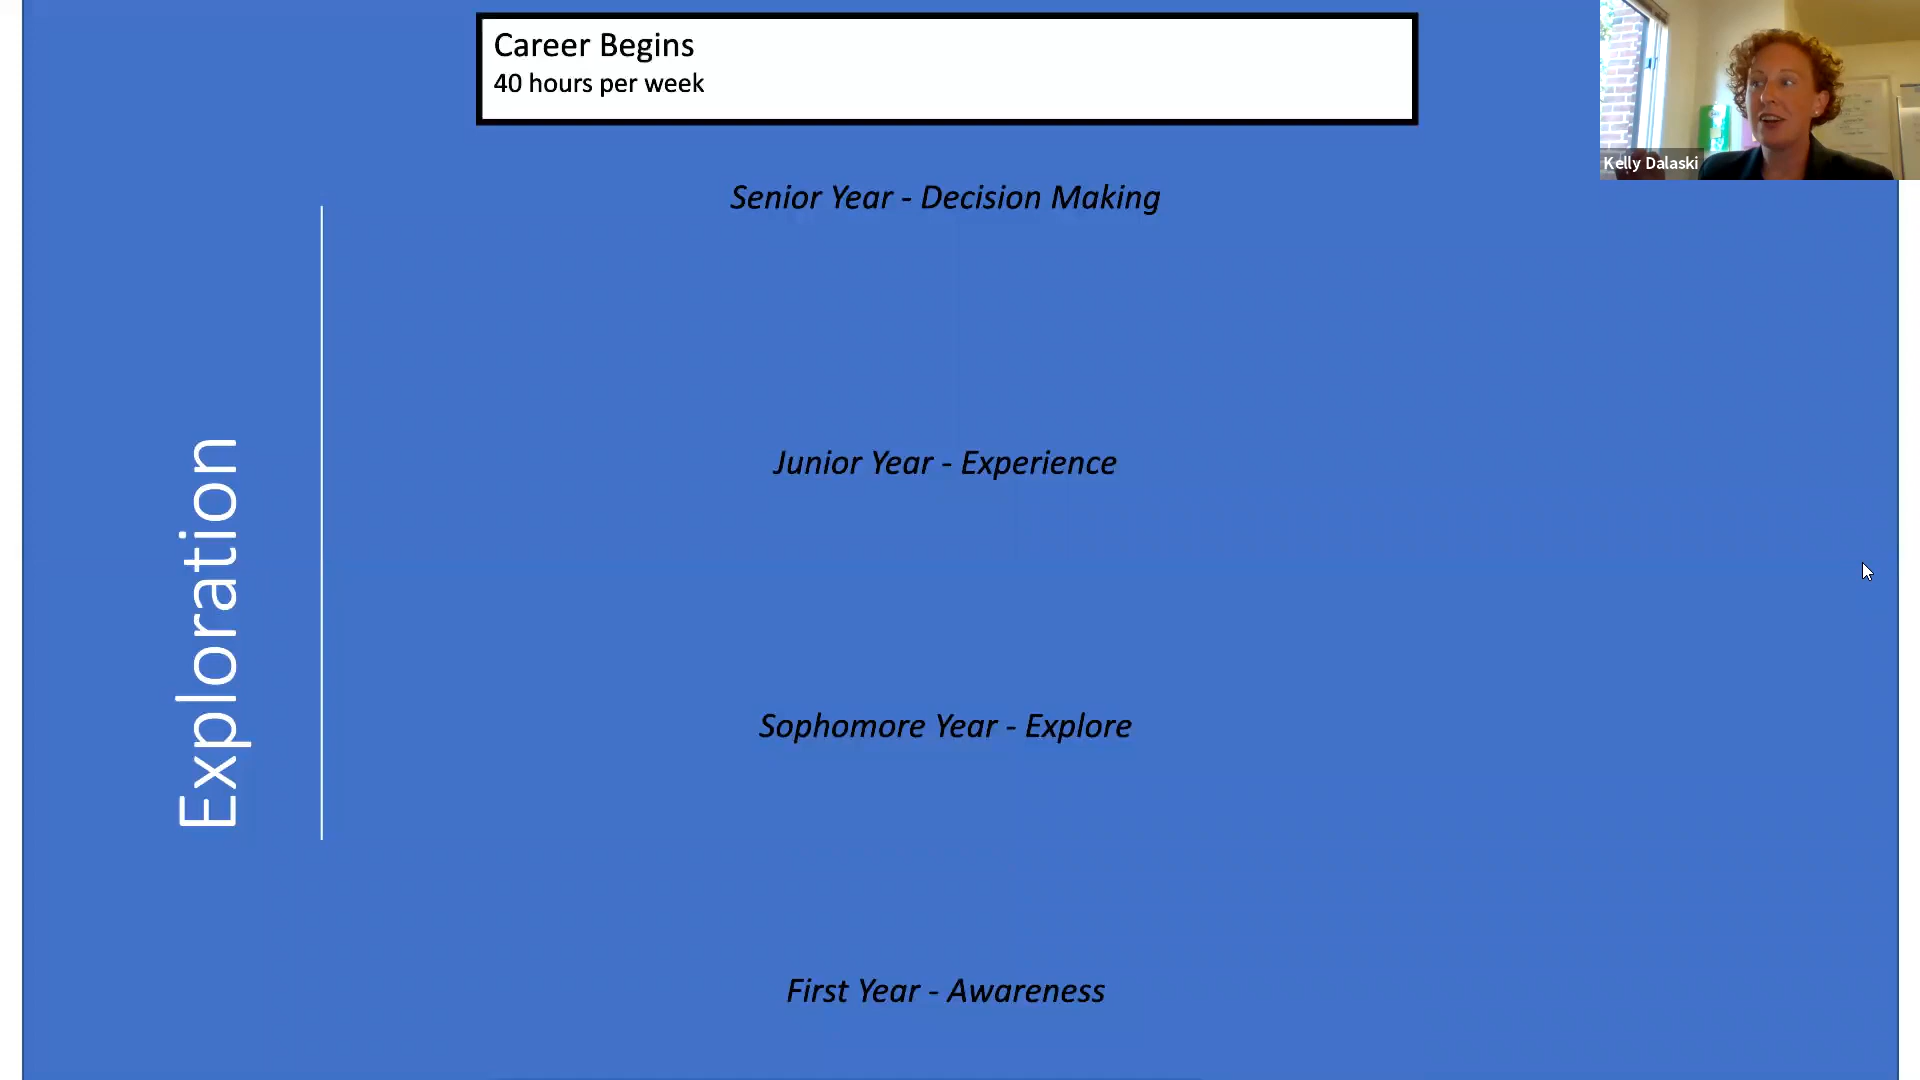 Career Begins
40 hours per week
Kelly Dalaski
Senior Year - Decision Making
Junior Year - Experience
Exploration
Sophomore Year - Explore
First Year - Awareness